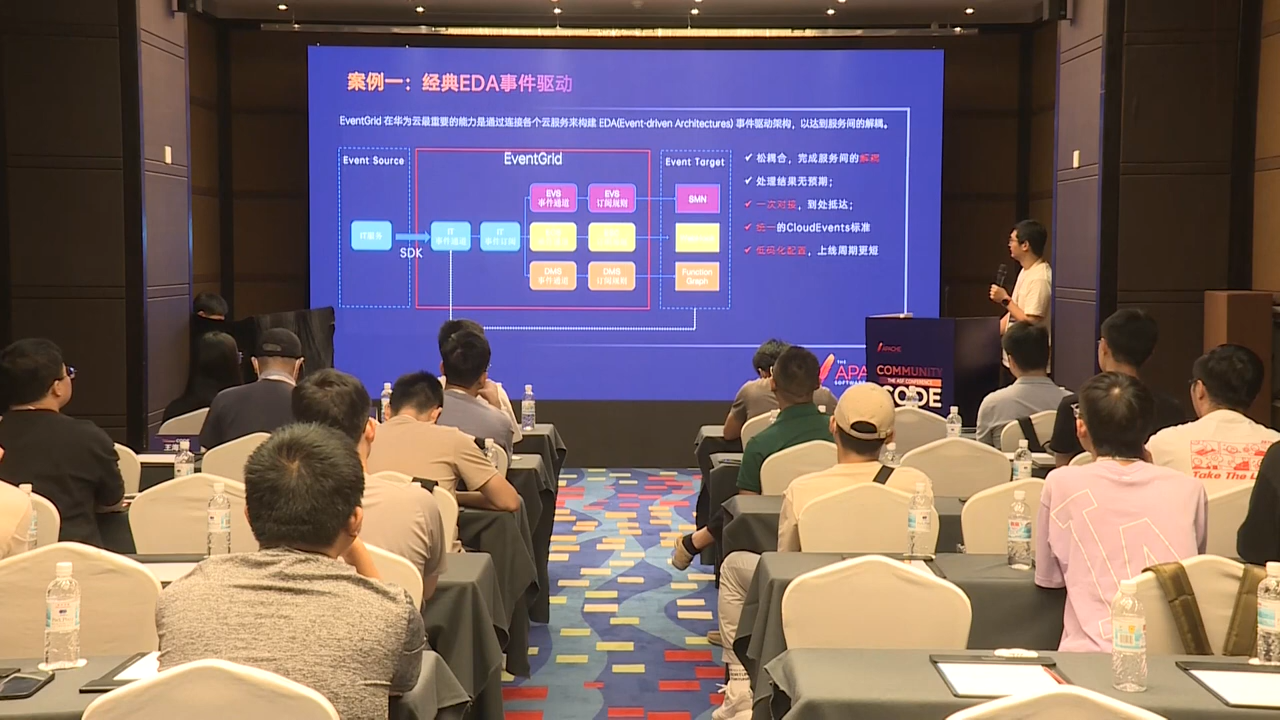 案例一：经典EDA事件驱动
EventGrid 在华为云最重要的能力是通过连接各个云服务来构建 EDA(Event-driven Architectures) 事件驱动架构，以达到服务间的解耦。
Event Source
EventGrid
Event Target
IT服务
SDK
IT
事件通道
IT
事件订阅
EVS
事件通道
EVS
订阅规则
SMN
DMS
事件通道
DMS
订阅规则
Function
Graph
✓ 松耦合，完成服务间的解耦
✓ 处理结果无预期；
✓ 一次对接，到处抵达；
✓ 统一的CloudEvents标准
✓ 低码化配置，上线周期更短
THE
APA
SOFTWAR
APACHE
COMMUNITY
THE ASF CONFERENCE
CODE
Take The L